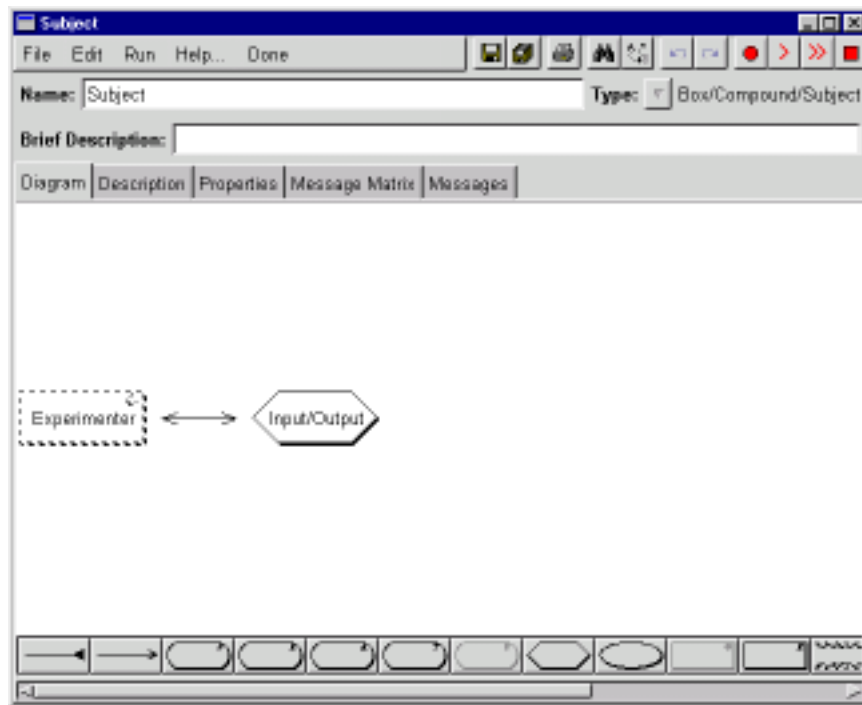 Subject
File Edit Run Help... Done
Name: Subject Type: Box/Compound/Subject
Brief Description:
Diagram Description Properties Message Matrix Messages
Experimenter Input/Output